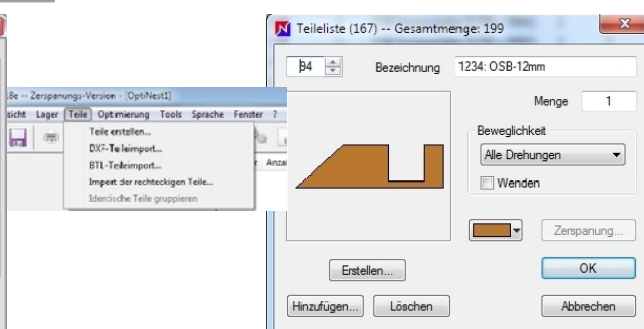 .8e -- Zerspanungs-Version - [OptiNest1]
sicht Lager Teile Optimierung Tools Sprache Fenster ?
Teile erstellen...
DXF-Teileimport...
BTL-Teileimport...
Import der rechteckigen Teile...
Identische Teile gruppieren
Anzal
Teileliste (167) -- Gesamtmenge: 199
94 Bezeichnung 1234: OSB-12mm
Menge 1
Beweglichkeit
Alle Drehungen
Wenden
Zerspanung...
Erstellen... OK
Hinzufügen... Löschen Abbrechen